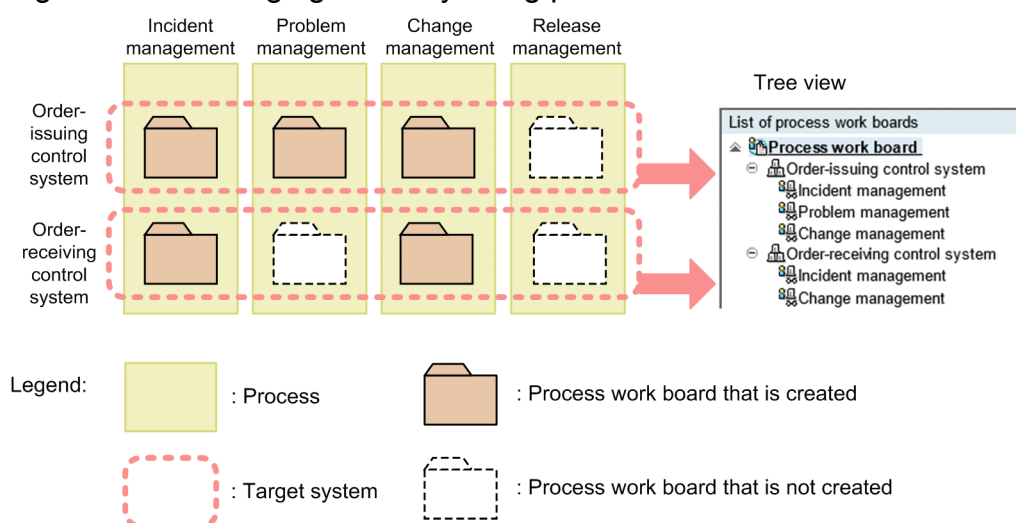 Incident management
Problem management
Change management
Release management
Order-issuing control system
Order-receiving control system
Tree view
List of process work boards
Process work board
Order-issuing control system
Incident management
Problem management
Change management
Order-receiving control system
Incident management
Change management
Legend:
: Process
: Process work board that is created
: Target system
: Process work board that is not created